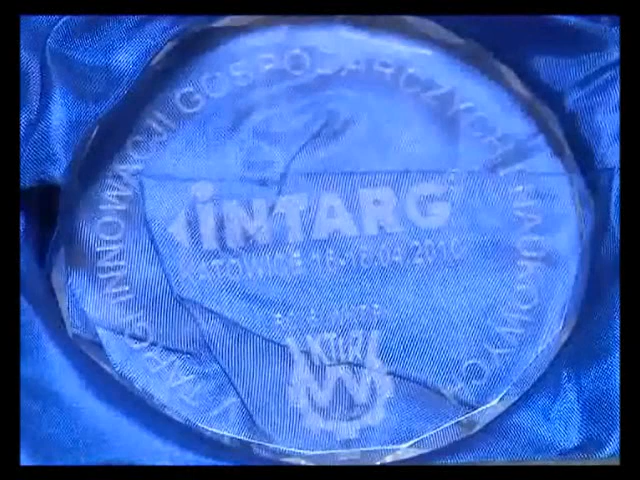 TARGI INNOWACJI GOSPODARCZYCH I NAUKOWYCH
INTARG
KATOWICE 16-18.04.2010